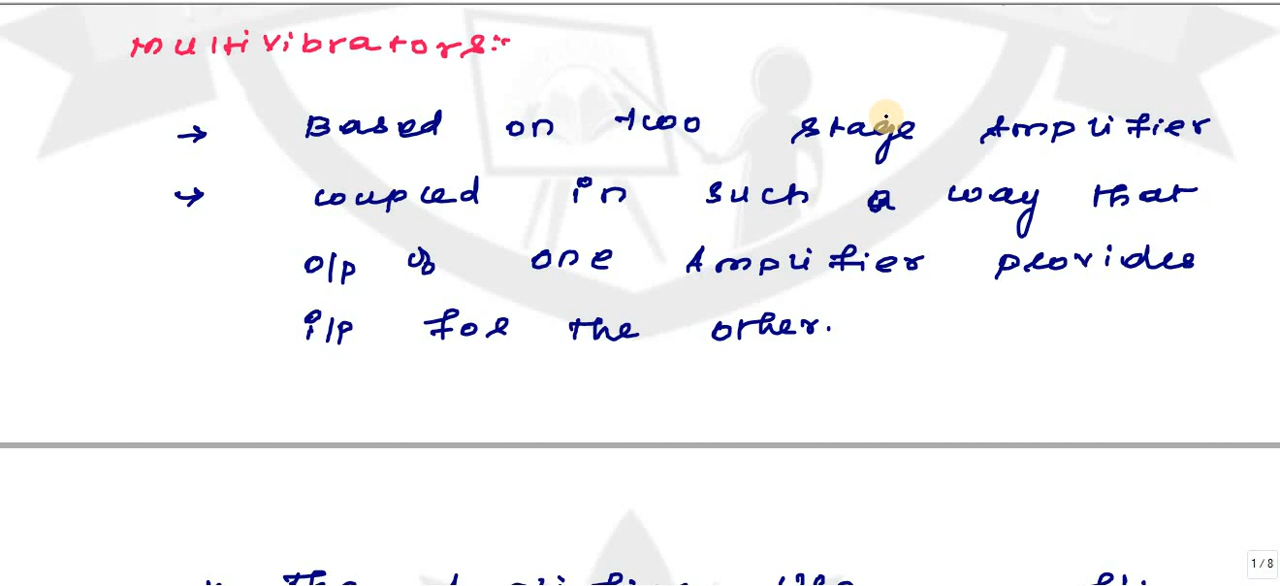 Multivibrators:-
→ Based on two stage Amplifier
→ coupled in such a way that
o/p of one Amplifier provides
i/p for the other.
1 / 8